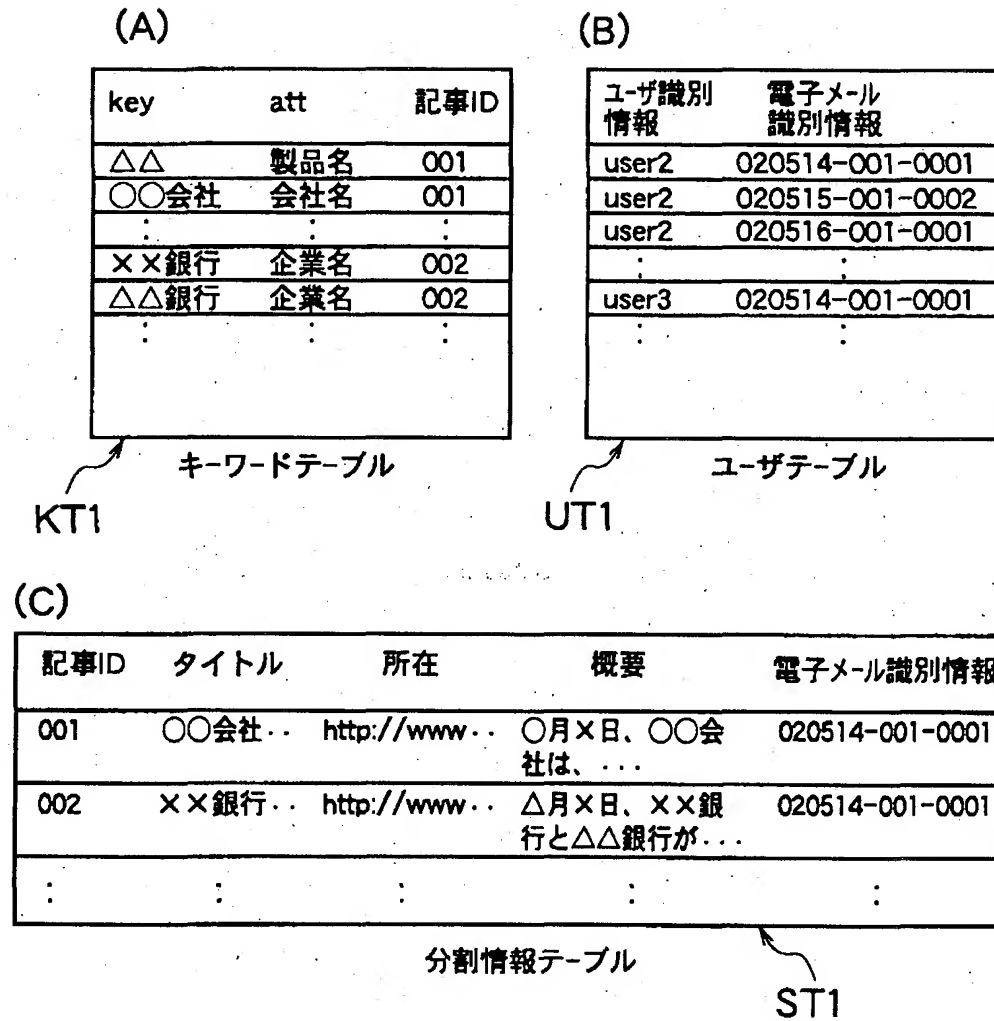 (A)
key att 記事ID
△△ 製品名 001
○○会社 会社名 001
: : :
××銀行 企業名 002
△△銀行 企業名 002
: : :
キーワードテーブル
KT1
(B)
ユーザ識別 電子メール
情報 識別情報
user2 020514-001-0001
user2 020515-001-0002
user2 020516-001-0001
: :
user3 020514-001-0001
: :
ユーザテーブル
UT1
(C)
記事ID タイトル 所在 概要 電子メール識別情報
001 ○○会社‥ http://www‥ ○月×日、○○会 020514-001-0001
社は、・・・
002 ××銀行‥ http://www‥ △月×日、××銀 020514-001-0001
行と△△銀行が・・・
: : : : :
分割情報テーブル
ST1